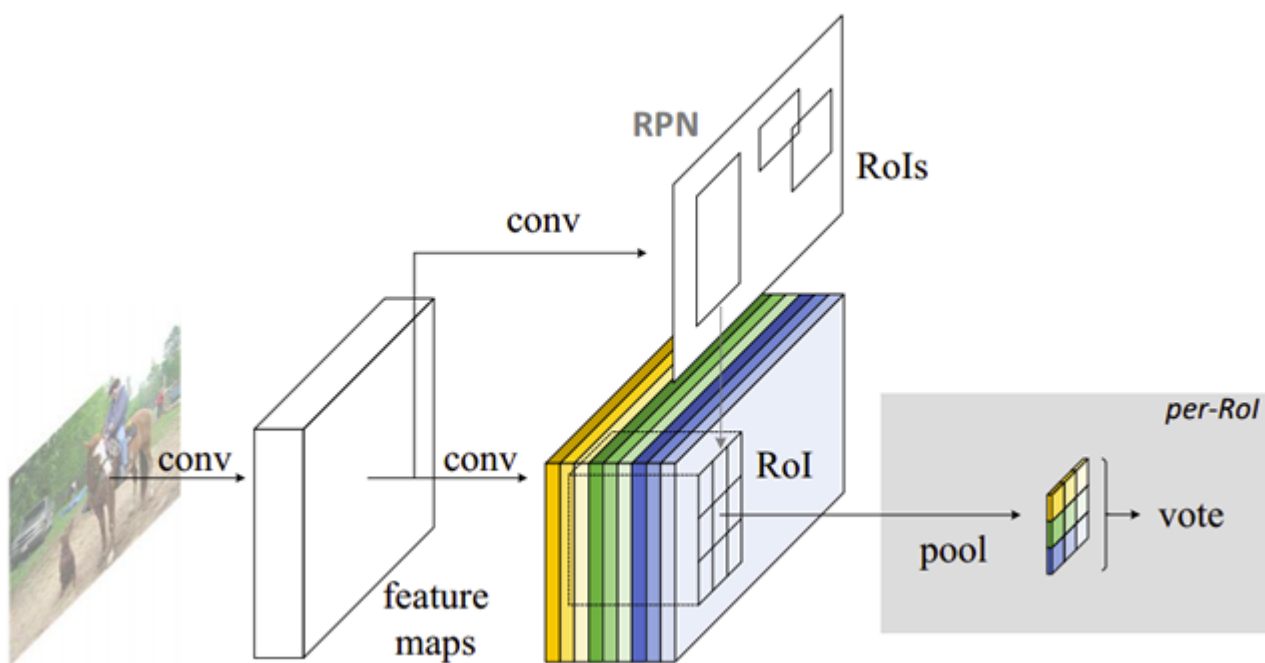 RPN
RoIs
conv
conv
conv
RoI
feature
maps
per-RoI
pool
vote